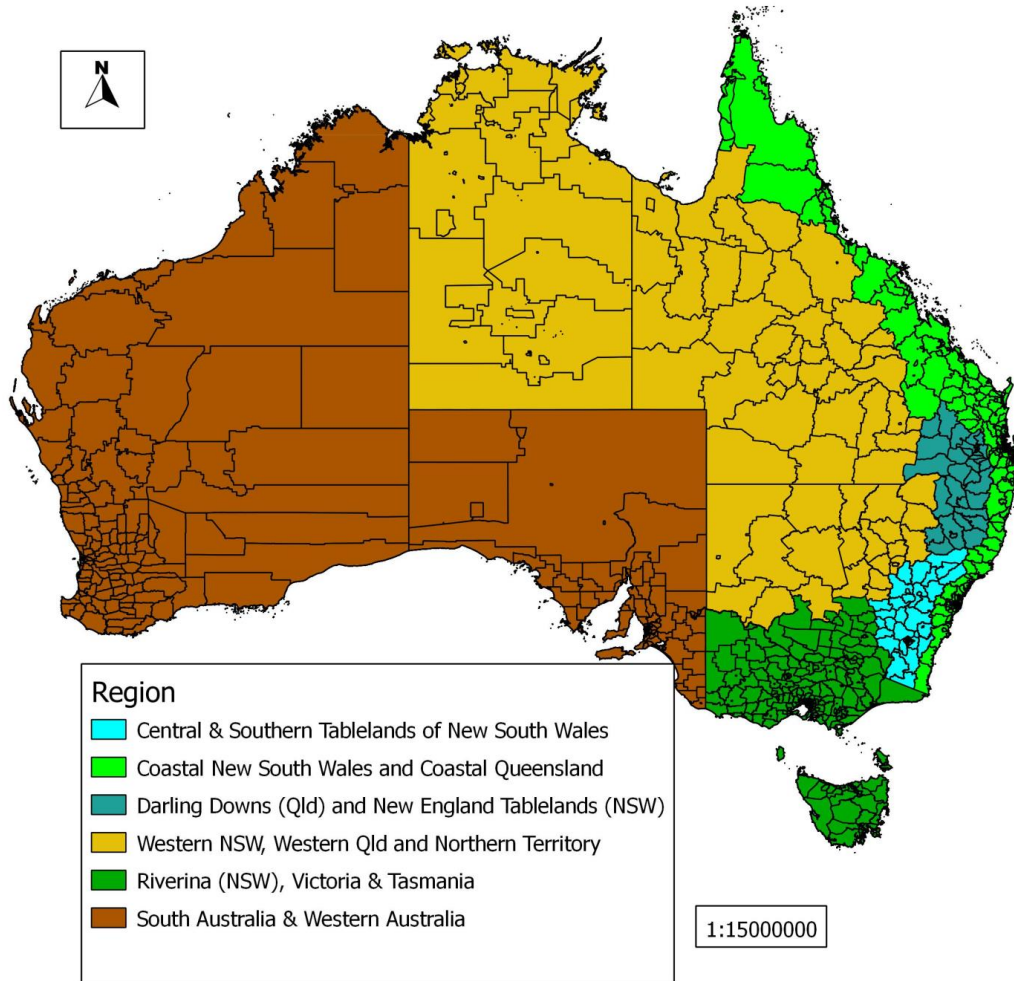 N
Region
Central & Southern Tablelands of New South Wales
Coastal New South Wales and Coastal Queensland
Darling Downs (Qld) and New England Tablelands (NSW)
Western NSW, Western Qld and Northern Territory
Riverina (NSW), Victoria & Tasmania
South Australia & Western Australia
1:15000000